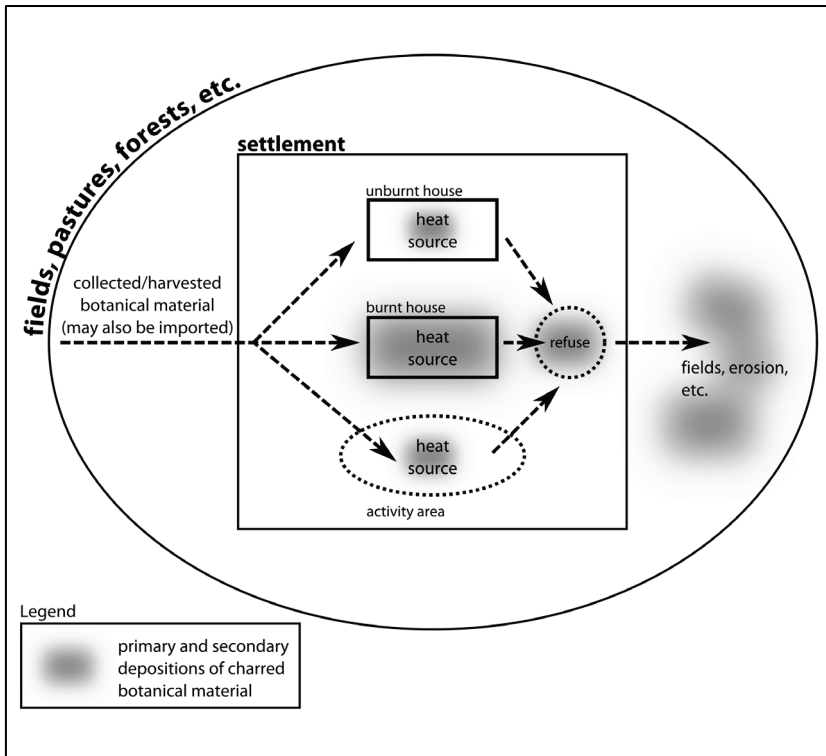 fields, pastures, forests, etc.
settlement
unburnt house
heat
source
collected/harvested
botanical material
(may also be imported)
burnt house
heat
source
refuse
fields, erosion,
etc.
heat
source
activity area
Legend
primary and secondary
depositions of charred
botanical material